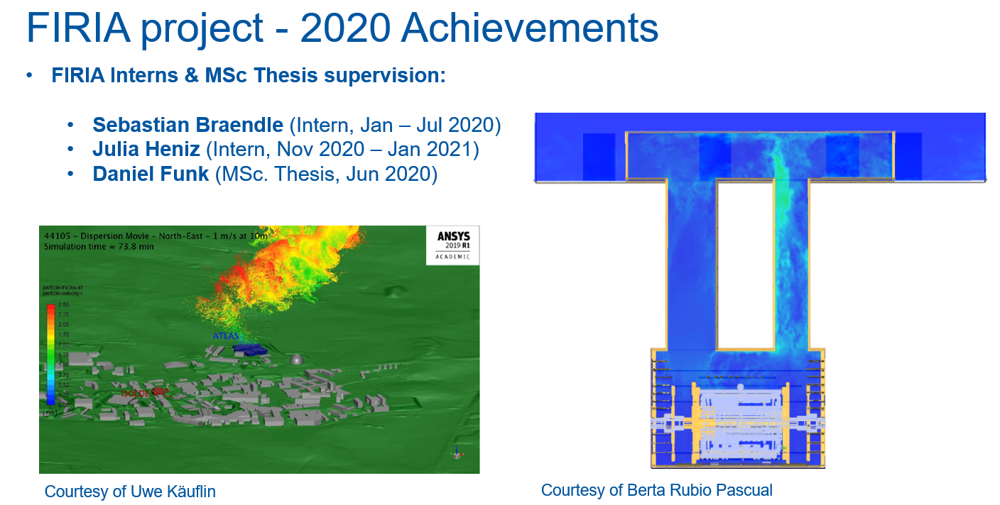 FIRIA project - 2020 Achievements
• FIRIA Interns & MSc Thesis supervision:
• Sebastian Braendle (Intern, Jan – Jul 2020)
• Julia Heniz (Intern, Nov 2020 – Jan 2021)
• Daniel Funk (MSc. Thesis, Jun 2020)
44105 - Dispersion Movie - North-East - 1 m/s at 10m
Simulation time = 73.8 min
ANSYS
2019 R1
ACADEMIC
particle-tracks-at
particle-velocity-r
2.50
2.25
2.00
1.75
1.50
1.25
1.00
0.75
0.50
0.25
0.00
[ m/s ]
ATLAS
ISOLDE
Courtesy of Uwe Käuflin
Courtesy of Berta Rubio Pascual